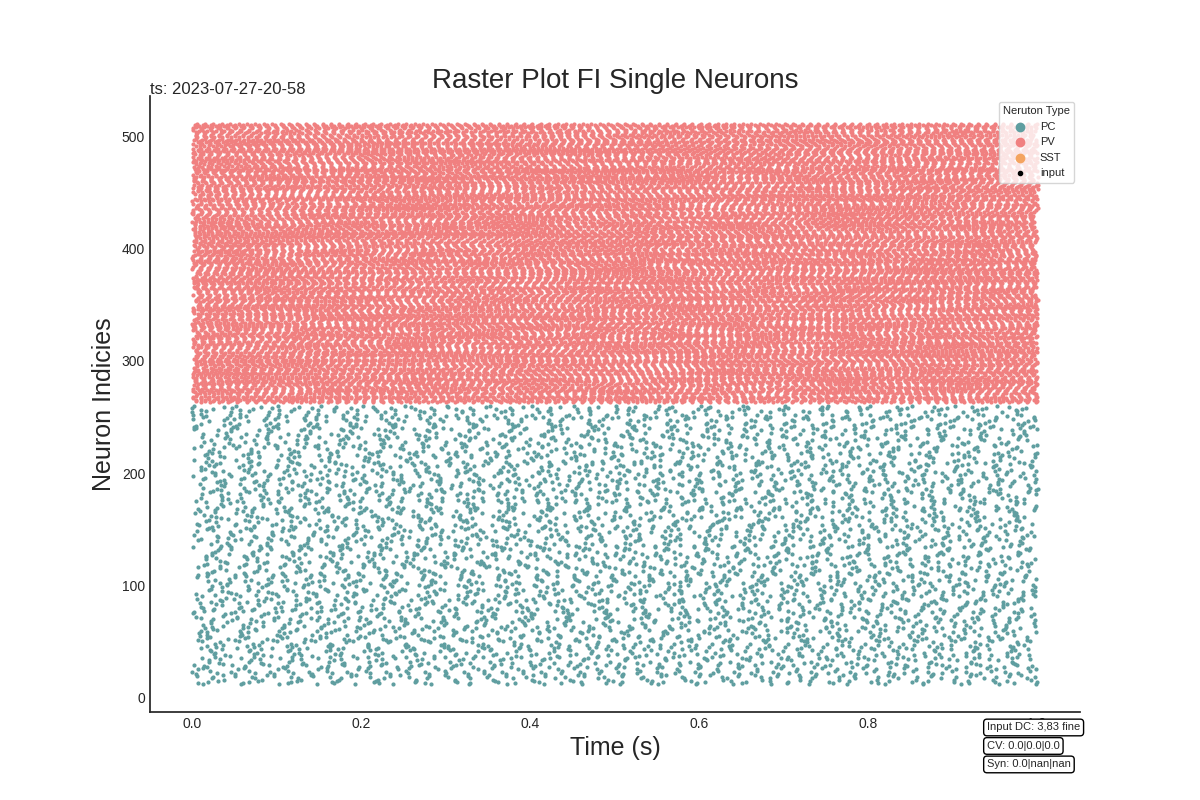 Raster Plot FI Single Neurons
ts: 2023-07-27-20-58
Neruton Type
PC
PV
SST
input
500
400
300
200
100
0
Neuron Indicies
0.0 0.2 0.4 0.6 0.8
Time (s)
Input DC: 3,83 fine
CV: 0.0|0.0|0.0
Syn: 0.0|nan|nan